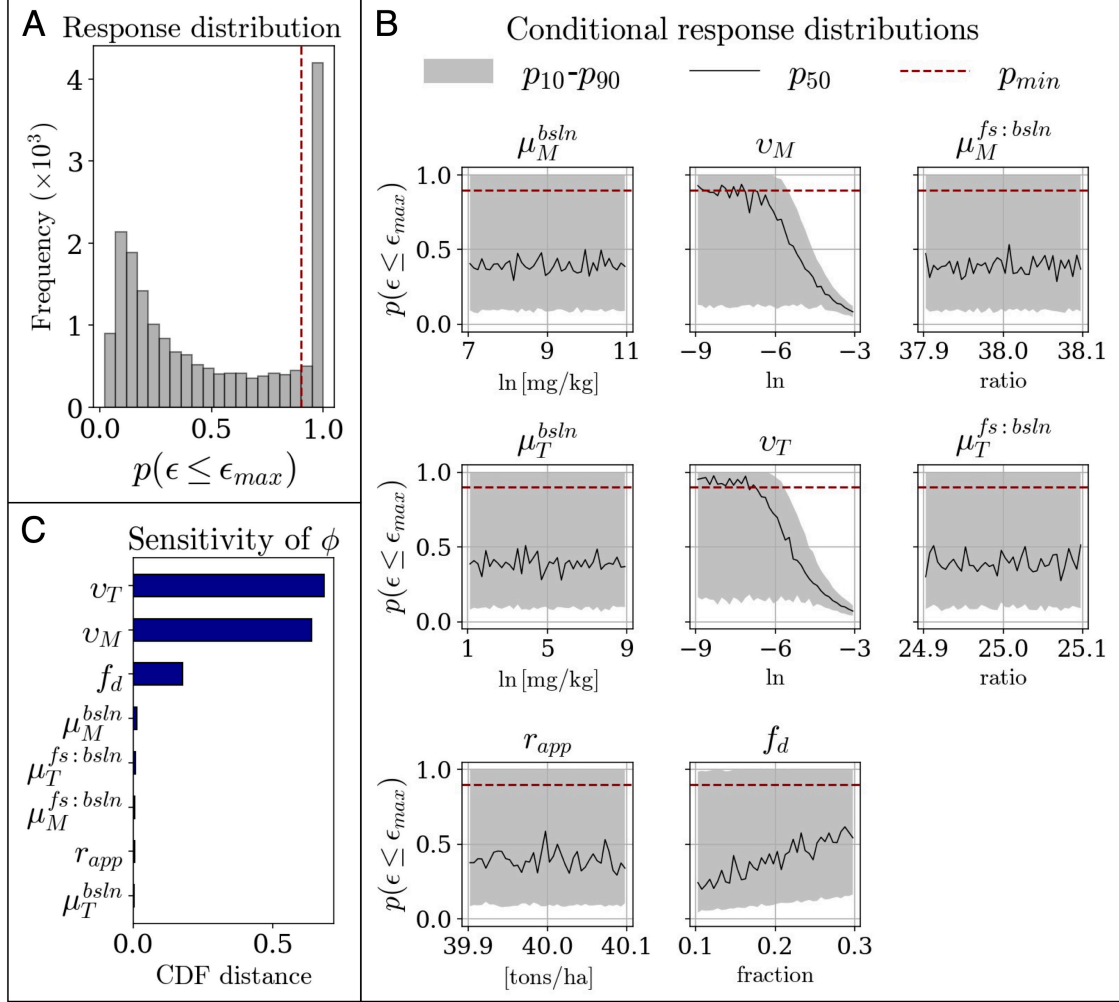 A Response distribution
Frequency (×10³)
4
3
2
1
0
0.0 0.5 1.0
p(ϵ ≤ ϵ_max)
B Conditional response distributions
p₁₀-p₉₀ p₅₀ p_min
μ_M^bsln υ_M μ_M^fs:bsln
p(ϵ ≤ ϵ_max)
1.0
0.5
0.0
7 9 11 −9 −6 −3 37.9 38.0 38.1
ln [mg/kg] ln ratio
μ_T^bsln υ_T μ_T^fs:bsln
p(ϵ ≤ ϵ_max)
1.0
0.5
0.0
1 5 9 −9 −6 −3 24.9 25.0 25.1
ln [mg/kg] ln ratio
r_app f_d
p(ϵ ≤ ϵ_max)
1.0
0.5
0.0
39.9 40.0 40.1 0.1 0.2 0.3
[tons/ha] fraction
C Sensitivity of ϕ
υ_T
υ_M
f_d
μ_M^bsln
μ_T^fs:bsln
μ_M^fs:bsln
r_app
μ_T^bsln
0.0 0.5
CDF distance